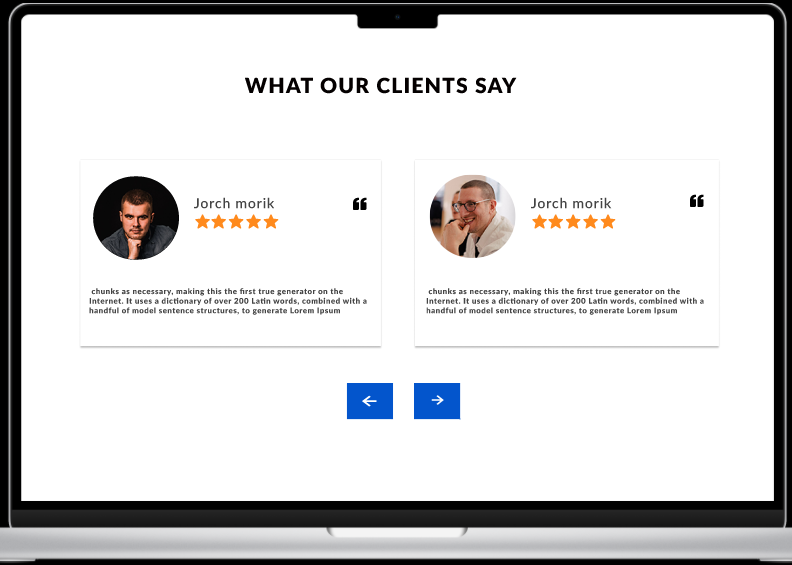 WHAT OUR CLIENTS SAY
Jorch morik
❝
chunks as necessary, making this the first true generator on the
Internet. It uses a dictionary of over 200 Latin words, combined with a
handful of model sentence structures, to generate Lorem Ipsum
Jorch morik
❝
chunks as necessary, making this the first true generator on the
Internet. It uses a dictionary of over 200 Latin words, combined with a
handful of model sentence structures, to generate Lorem Ipsum